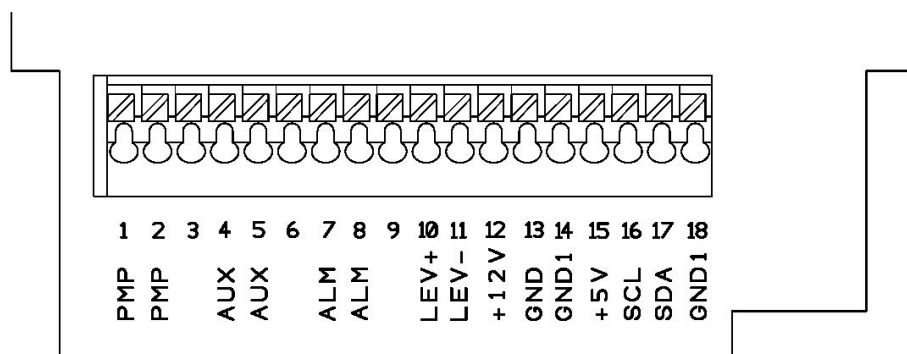 1 2 3 4 5 6 7 8 9 10 11 12 13 14 15 16 17 18
PMP PMP AUX AUX ALM ALM LEV+ LEV- +12V GND GND1 +5V SCL SDA GND1